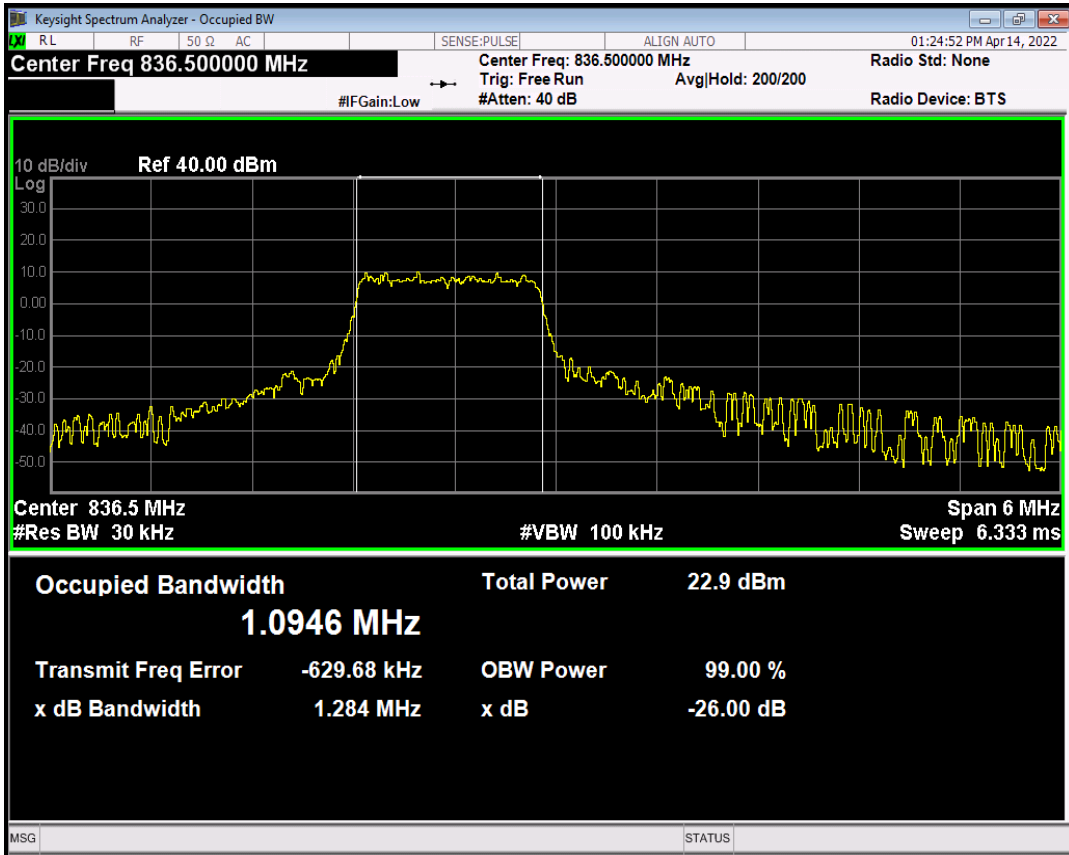 Keysight Spectrum Analyzer - Occupied BW
LXI RL RF 50 Ω AC SENSE:PULSE ALIGN AUTO 01:24:52 PM Apr 14, 2022
Center Freq 836.500000 MHz Center Freq: 836.500000 MHz Radio Std: None
Trig: Free Run Avg|Hold: 200/200
#IFGain:Low #Atten: 40 dB Radio Device: BTS
10 dB/div Ref 40.00 dBm
Log
30.0
20.0
10.0
0.00
-10.0
-20.0
-30.0
-40.0
-50.0
Center 836.5 MHz Span 6 MHz
#Res BW 30 kHz #VBW 100 kHz Sweep 6.333 ms
Occupied Bandwidth Total Power 22.9 dBm
1.0946 MHz
Transmit Freq Error -629.68 kHz OBW Power 99.00 %
x dB Bandwidth 1.284 MHz x dB -26.00 dB
MSG STATUS